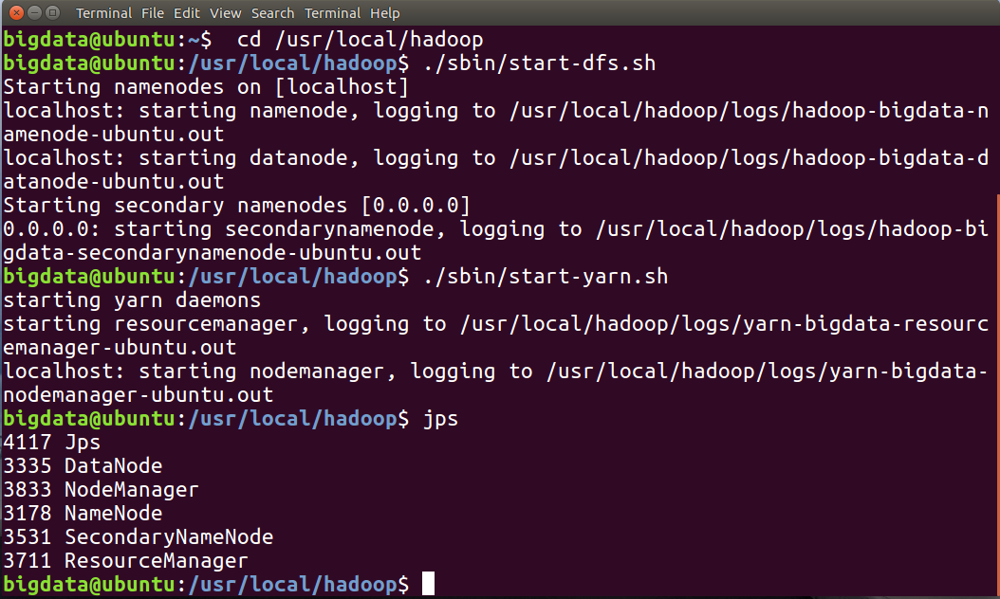 Terminal File Edit View Search Terminal Help
bigdata@ubuntu:~$  cd /usr/local/hadoop
bigdata@ubuntu:/usr/local/hadoop$ ./sbin/start-dfs.sh
Starting namenodes on [localhost]
localhost: starting namenode, logging to /usr/local/hadoop/logs/hadoop-bigdata-n
amenode-ubuntu.out
localhost: starting datanode, logging to /usr/local/hadoop/logs/hadoop-bigdata-d
atanode-ubuntu.out
Starting secondary namenodes [0.0.0.0]
0.0.0.0: starting secondarynamenode, logging to /usr/local/hadoop/logs/hadoop-bi
gdata-secondarynamenode-ubuntu.out
bigdata@ubuntu:/usr/local/hadoop$ ./sbin/start-yarn.sh
starting yarn daemons
starting resourcemanager, logging to /usr/local/hadoop/logs/yarn-bigdata-resourc
emanager-ubuntu.out
localhost: starting nodemanager, logging to /usr/local/hadoop/logs/yarn-bigdata-
nodemanager-ubuntu.out
bigdata@ubuntu:/usr/local/hadoop$ jps
4117 Jps
3335 DataNode
3833 NodeManager
3178 NameNode
3531 SecondaryNameNode
3711 ResourceManager
bigdata@ubuntu:/usr/local/hadoop$